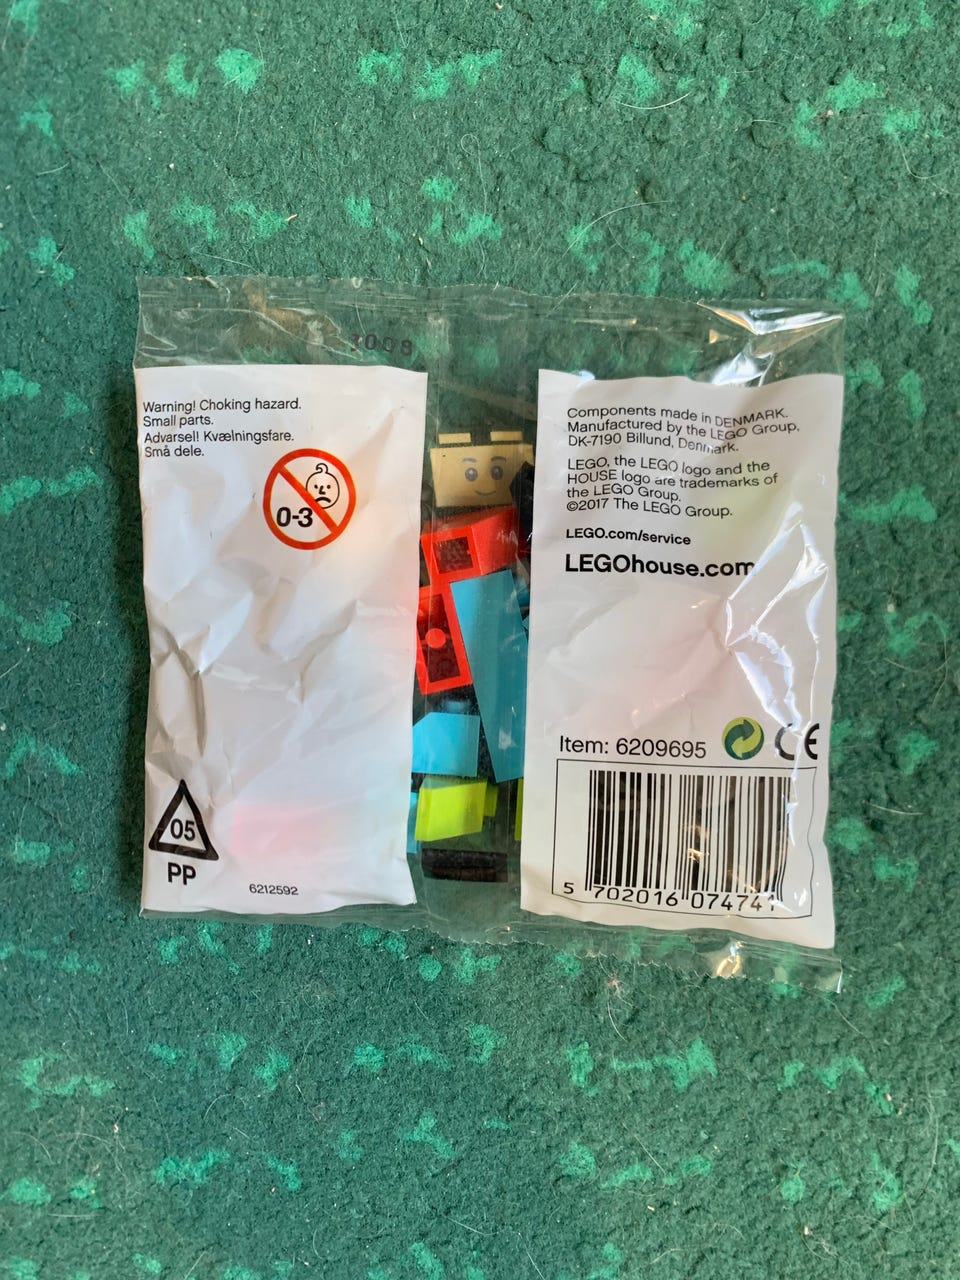 Warning! Choking hazard.
Small parts.
Advarsel! Kvælningsfare.
Små dele.
0-3
05
PP
6212592
Components made in DENMARK.
Manufactured by the LEGO Group,
DK-7190 Billund, Denmark.
LEGO, the LEGO logo and the
HOUSE logo are trademarks of
the LEGO Group.
©2017 The LEGO Group.
LEGO.com/service
LEGOhouse.com
Item: 6209695
CE
5 702016 074741